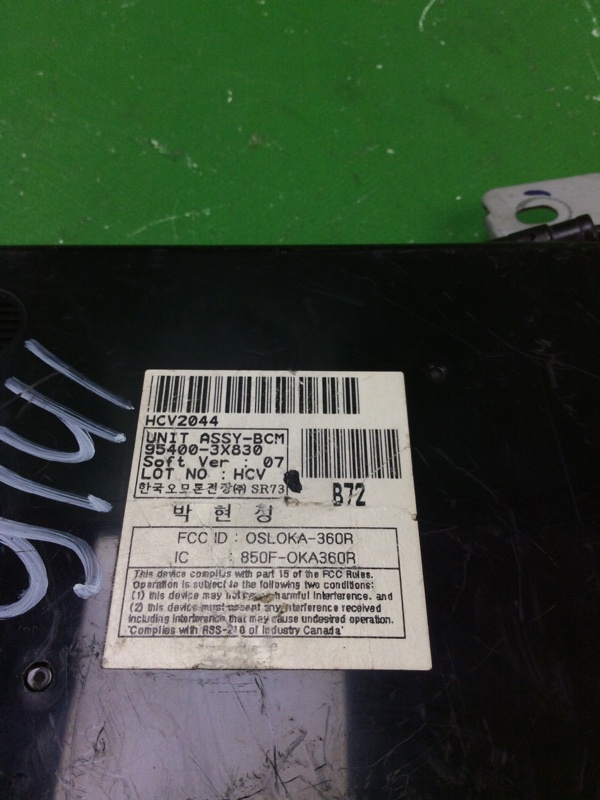 HCV2044
UNIT ASSY-BCM
95400-3X830
Soft Ver : 07
LOT NO : HCV
한국오므론전장㈜ SR73
B72
박 현 정
FCC ID : OSLOKA-360R
IC : 850F-OKA360R
This device complies with part 15 of the FCC Rules.
Operation is subject to the following two conditions:
(1) this device may not harmful interference, and
(2) this device must accept any interference received
including interference that may cause undesired operation.
"Complies with RSS-210 of Industry Canada"